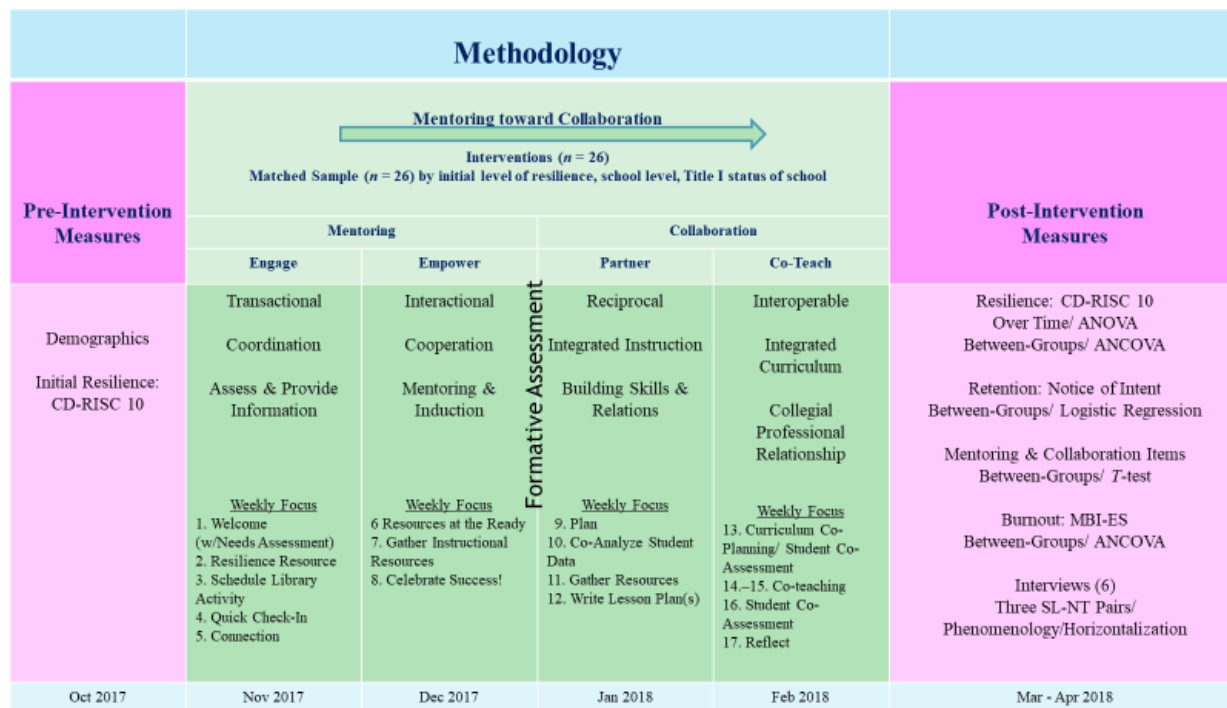 Methodology
Mentoring toward Collaboration
Interventions (n = 26)
Matched Sample (n = 26) by initial level of resilience, school level, Title I status of school
Pre-Intervention
Measures
Mentoring
Collaboration
Engage
Empower
Partner
Co-Teach
Post-Intervention
Measures
Demographics
Initial Resilience:
CD-RISC 10
Transactional
Coordination
Assess & Provide
Information
Weekly Focus
1. Welcome
(w/Needs Assessment)
2. Resilience Resource
3. Schedule Library
Activity
4. Quick Check-In
5. Connection
Interactional
Cooperation
Mentoring &
Induction
Weekly Focus
6 Resources at the Ready
7. Gather Instructional
Resources
8. Celebrate Success!
Formative Assessment
Reciprocal
Integrated Instruction
Building Skills &
Relations
Weekly Focus
9. Plan
10. Co-Analyze Student
Data
11. Gather Resources
12. Write Lesson Plan(s)
Interoperable
Integrated
Curriculum
Collegial
Professional
Relationship
Weekly Focus
13. Curriculum Co-
Planning/ Student Co-
Assessment
14.–15. Co-teaching
16. Student Co-
Assessment
17. Reflect
Resilience: CD-RISC 10
Over Time/ ANOVA
Between-Groups/ ANCOVA
Retention: Notice of Intent
Between-Groups/ Logistic Regression
Mentoring & Collaboration Items
Between-Groups/ T-test
Burnout: MBI-ES
Between-Groups/ ANCOVA
Interviews (6)
Three SL-NT Pairs/
Phenomenology/Horizontalization
Oct 2017
Nov 2017
Dec 2017
Jan 2018
Feb 2018
Mar - Apr 2018